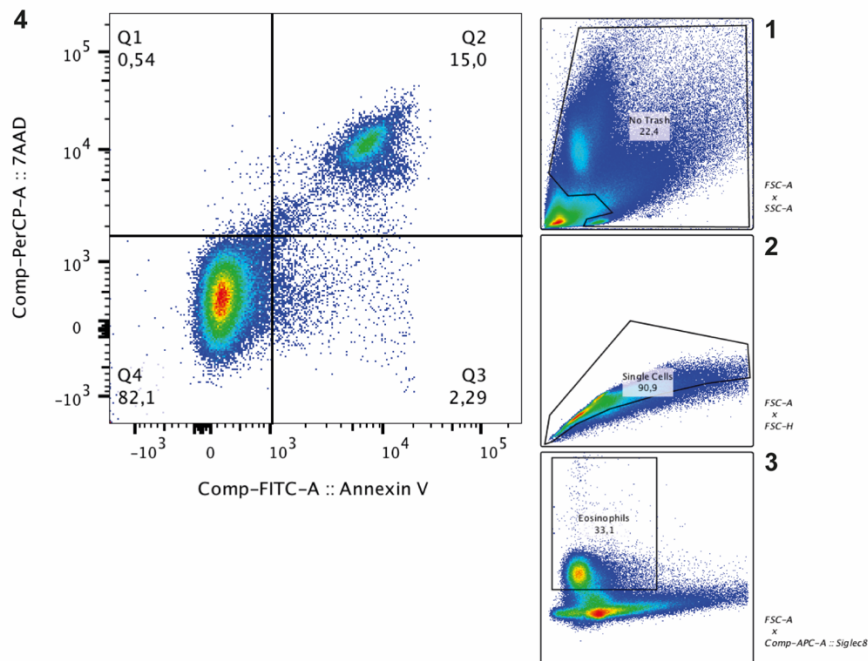 4
Q1
0,54
Q2
15,0
Q4
82,1
Q3
2,29
10⁵
10⁴
10³
0
-10³
Comp-PerCP-A :: 7AAD
-10³
0
10³
10⁴
10⁵
Comp-FITC-A :: Annexin V
1
No Trash
22,4
FSC-A
x
SSC-A
2
Single Cells
90,9
FSC-A
x
FSC-H
3
Eosinophils
33,1
FSC-A
x
Comp-APC-A :: Siglec8